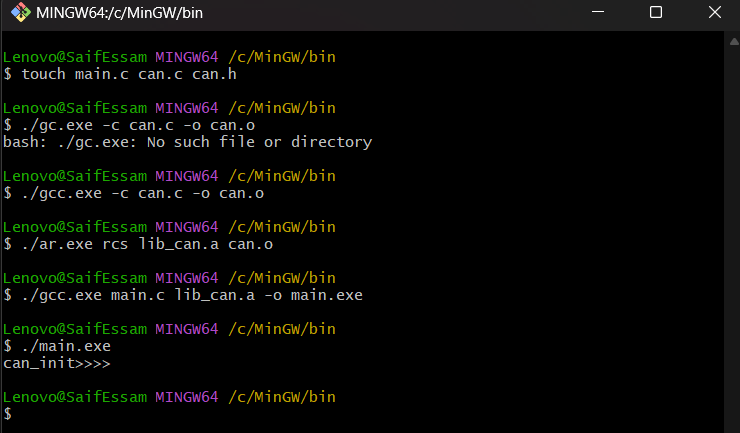 MINGW64:/c/MinGW/bin
Lenovo@SaifEssam MINGW64 /c/MinGW/bin
$ touch main.c can.c can.h
Lenovo@SaifEssam MINGW64 /c/MinGW/bin
$ ./gc.exe -c can.c -o can.o
bash: ./gc.exe: No such file or directory
Lenovo@SaifEssam MINGW64 /c/MinGW/bin
$ ./gcc.exe -c can.c -o can.o
Lenovo@SaifEssam MINGW64 /c/MinGW/bin
$ ./ar.exe rcs lib_can.a can.o
Lenovo@SaifEssam MINGW64 /c/MinGW/bin
$ ./gcc.exe main.c lib_can.a -o main.exe
Lenovo@SaifEssam MINGW64 /c/MinGW/bin
$ ./main.exe
can_init>>>>
Lenovo@SaifEssam MINGW64 /c/MinGW/bin
$